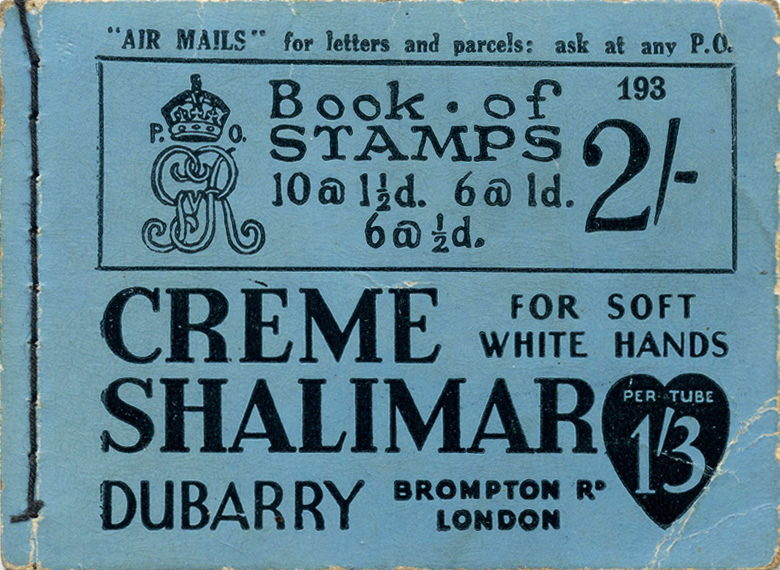 "AIR MAILS" for letters and parcels: ask at any P.O.
P. O.
GRV
Book · of
STAMPS
10 @ 1½d. 6 @ 1d.
6 @ ½d.
193
2/-
CRÈME
SHALIMAR
FOR SOFT
WHITE HANDS
PER TUBE
1/3
DUBARRY
BROMPTON RD
LONDON